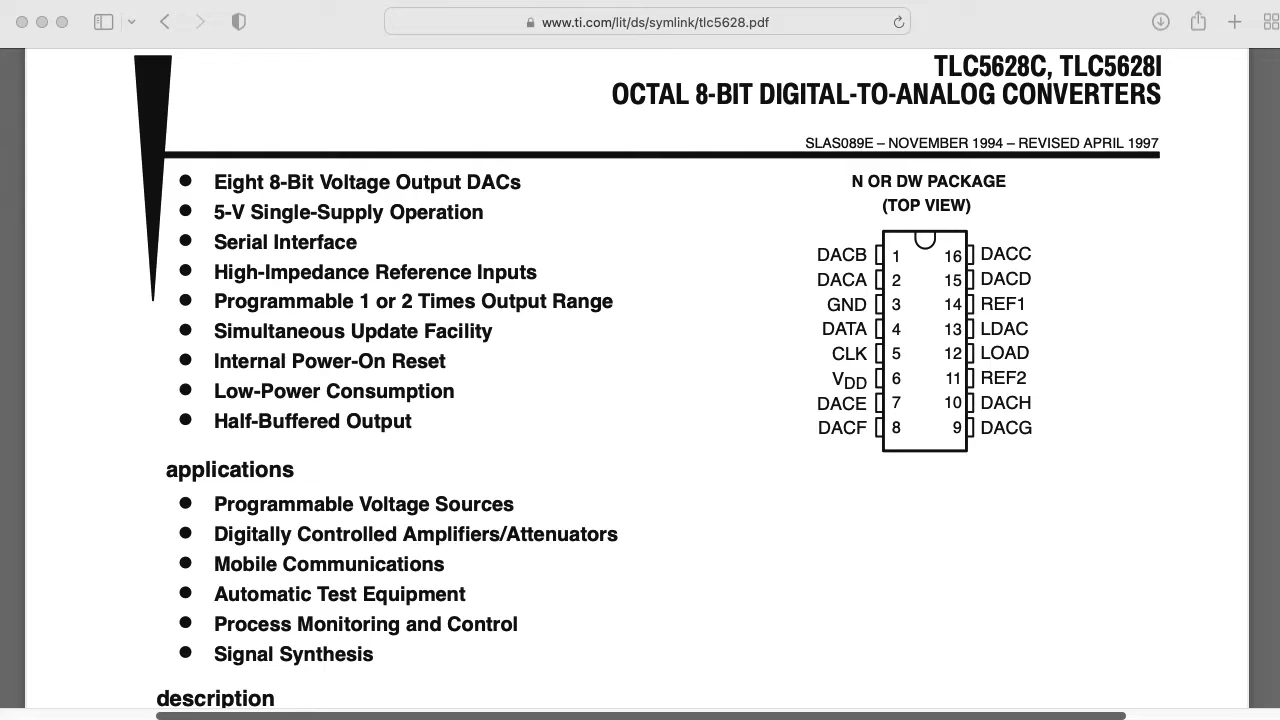 www.ti.com/lit/ds/symlink/tlc5628.pdf
TLC5628C, TLC5628I
OCTAL 8-BIT DIGITAL-TO-ANALOG CONVERTERS
SLAS089E – NOVEMBER 1994 – REVISED APRIL 1997
● Eight 8-Bit Voltage Output DACs
● 5-V Single-Supply Operation
● Serial Interface
● High-Impedance Reference Inputs
● Programmable 1 or 2 Times Output Range
● Simultaneous Update Facility
● Internal Power-On Reset
● Low-Power Consumption
● Half-Buffered Output
applications
● Programmable Voltage Sources
● Digitally Controlled Amplifiers/Attenuators
● Mobile Communications
● Automatic Test Equipment
● Process Monitoring and Control
● Signal Synthesis
description
N OR DW PACKAGE
(TOP VIEW)
DACB 1 16 DACC
DACA 2 15 DACD
GND 3 14 REF1
DATA 4 13 LDAC
CLK 5 12 LOAD
VDD 6 11 REF2
DACE 7 10 DACH
DACF 8 9 DACG